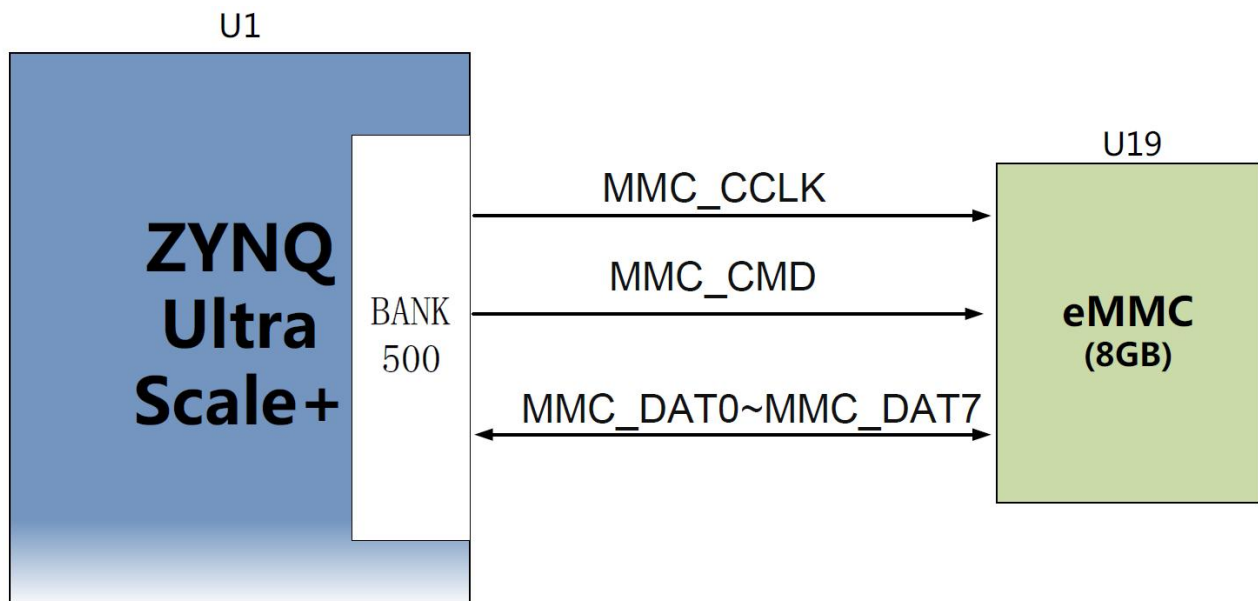 U1
ZYNQ
Ultra
Scale+
BANK
500
MMC_CCLK
MMC_CMD
MMC_DAT0~MMC_DAT7
U19
eMMC
(8GB)